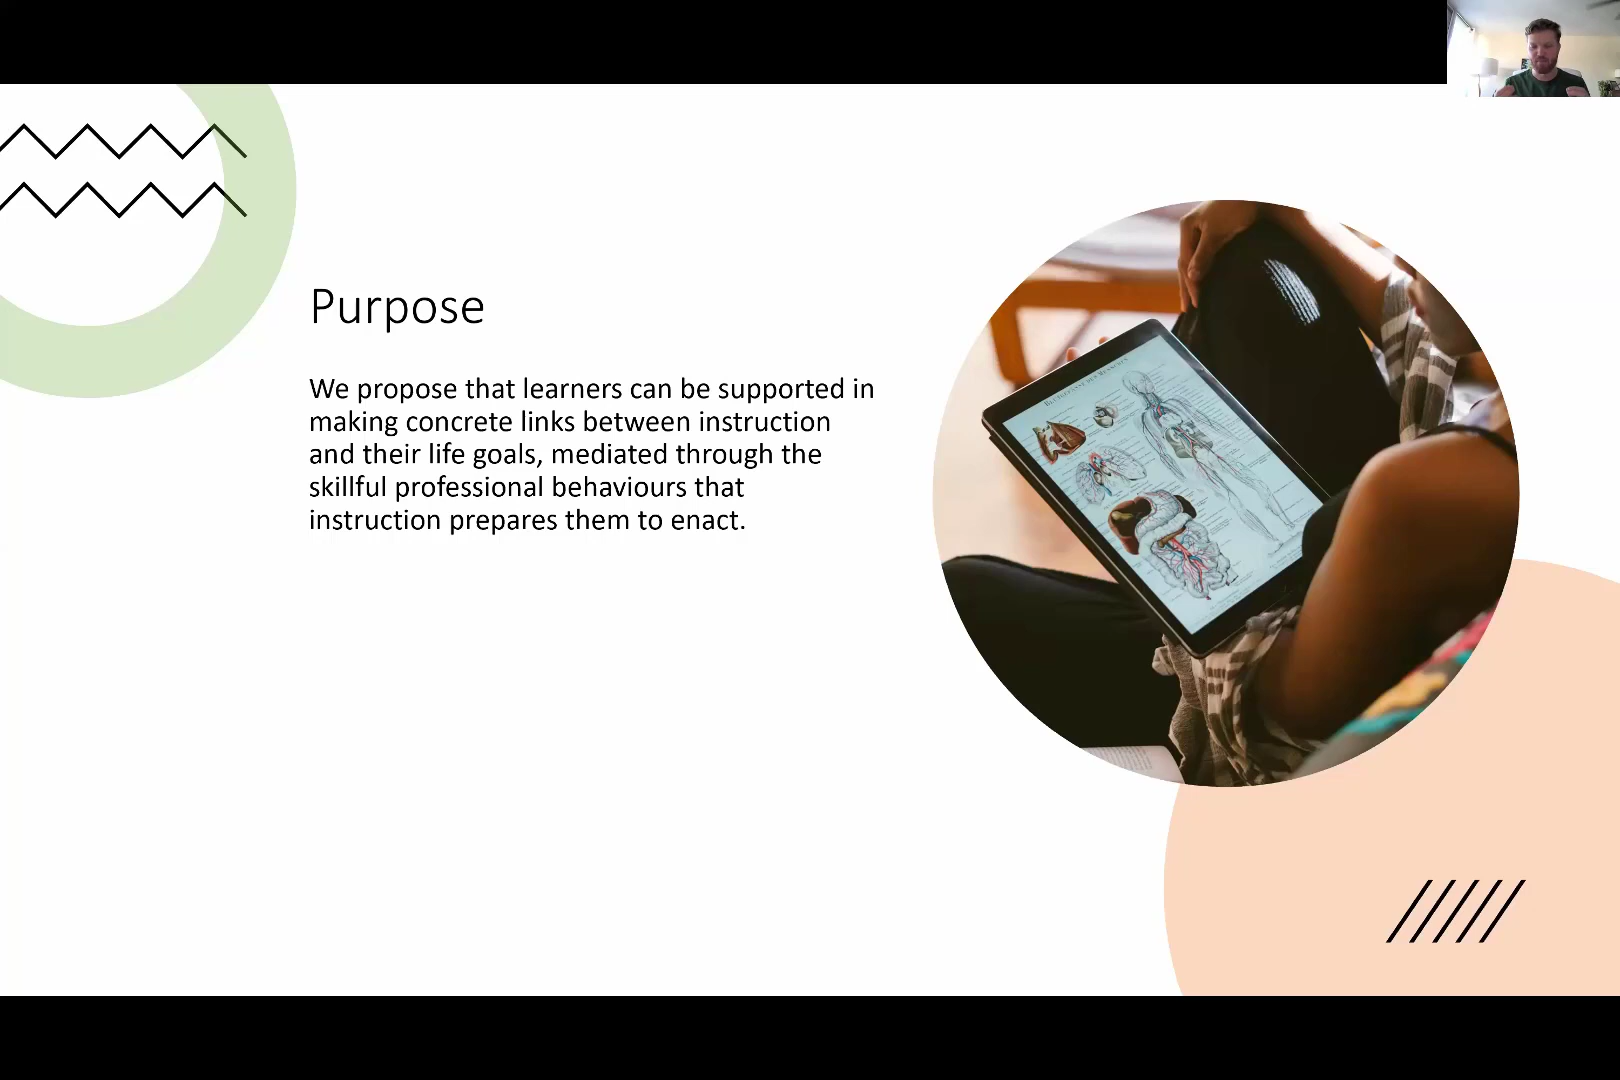 Purpose
We propose that learners can be supported in
making concrete links between instruction
and their life goals, mediated through the
skillful professional behaviours that
instruction prepares them to enact.